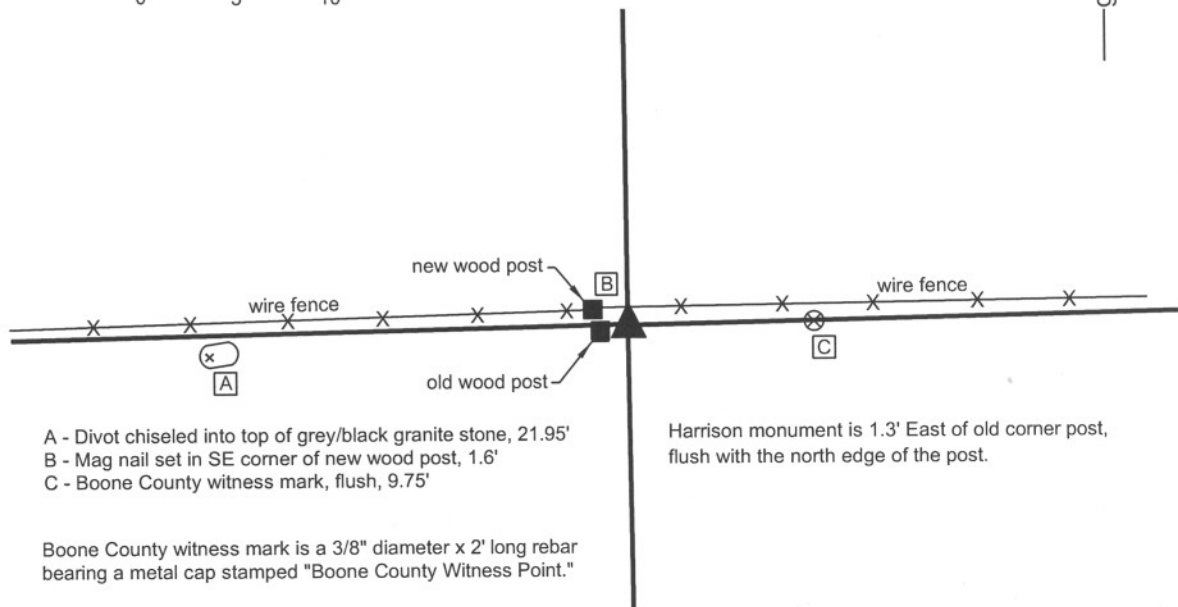 new wood post
B
wire fence
wire fence
C
A
old wood post
A - Divot chiseled into top of grey/black granite stone, 21.95'
B - Mag nail set in SE corner of new wood post, 1.6'
C - Boone County witness mark, flush, 9.75'
Harrison monument is 1.3' East of old corner post,
flush with the north edge of the post.
Boone County witness mark is a 3/8" diameter x 2' long rebar
bearing a metal cap stamped "Boone County Witness Point."